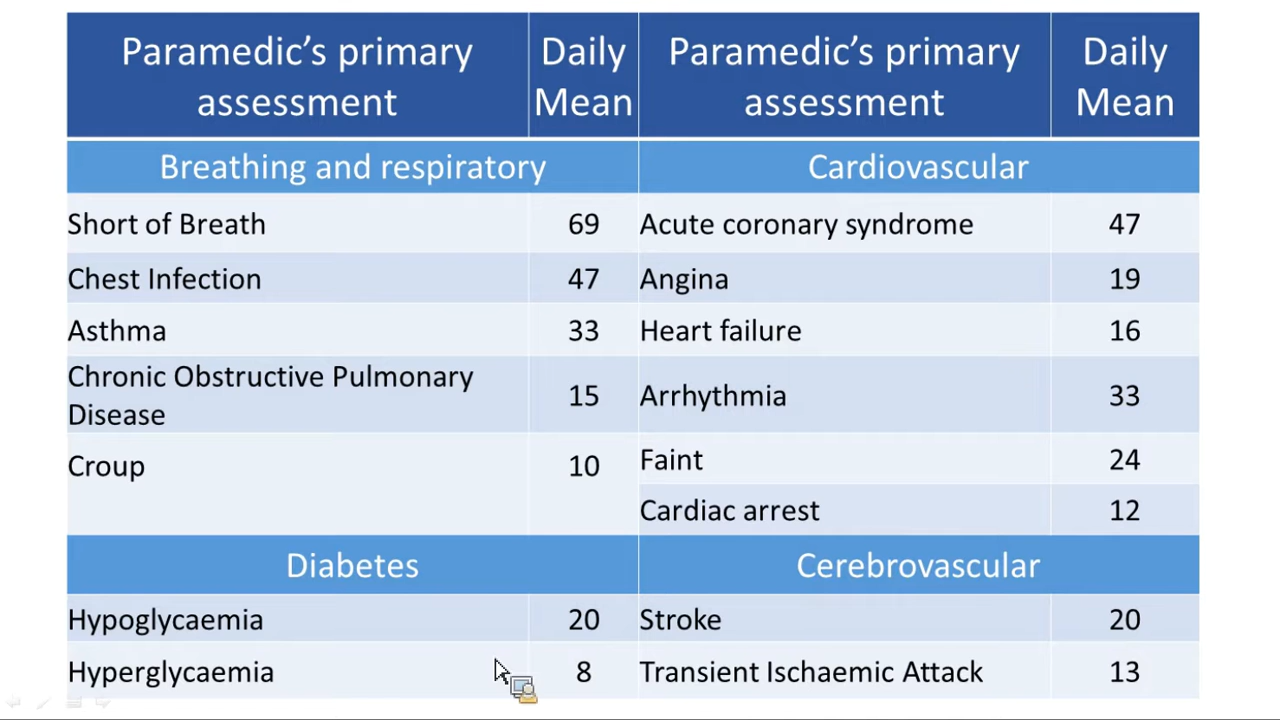 Paramedic's primary assessment Daily Mean Paramedic's primary assessment Daily Mean
Breathing and respiratory Cardiovascular
Short of Breath 69 Acute coronary syndrome 47
Chest Infection 47 Angina 19
Asthma 33 Heart failure 16
Chronic Obstructive Pulmonary Disease 15 Arrhythmia 33
Croup 10 Faint 24
Cardiac arrest 12
Diabetes Cerebrovascular
Hypoglycaemia 20 Stroke 20
Hyperglycaemia 8 Transient Ischaemic Attack 13